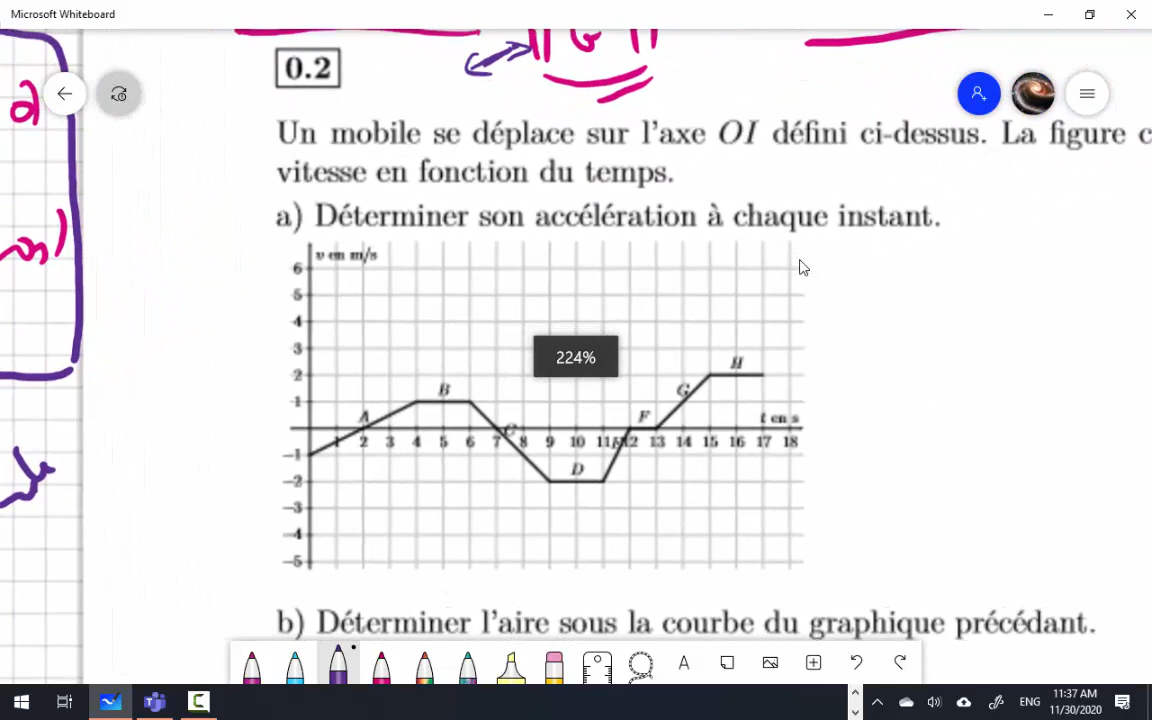 Microsoft Whiteboard
0.2
Un mobile se déplace sur l'axe OI défini ci-dessus. La figure c
vitesse en fonction du temps.
a) Déterminer son accélération à chaque instant.
v en m/s
6
5
4
3
224%
H
2
B
G
1
A
F
t en s
C
1 2 3 4 5 6 7 8 9 10 11 E 12 13 14 15 16 17 18
-1
D
-2
-3
-4
-5
b) Déterminer l'aire sous la courbe du graphique précédant.
A
ENG
11:37 AM
11/30/2020